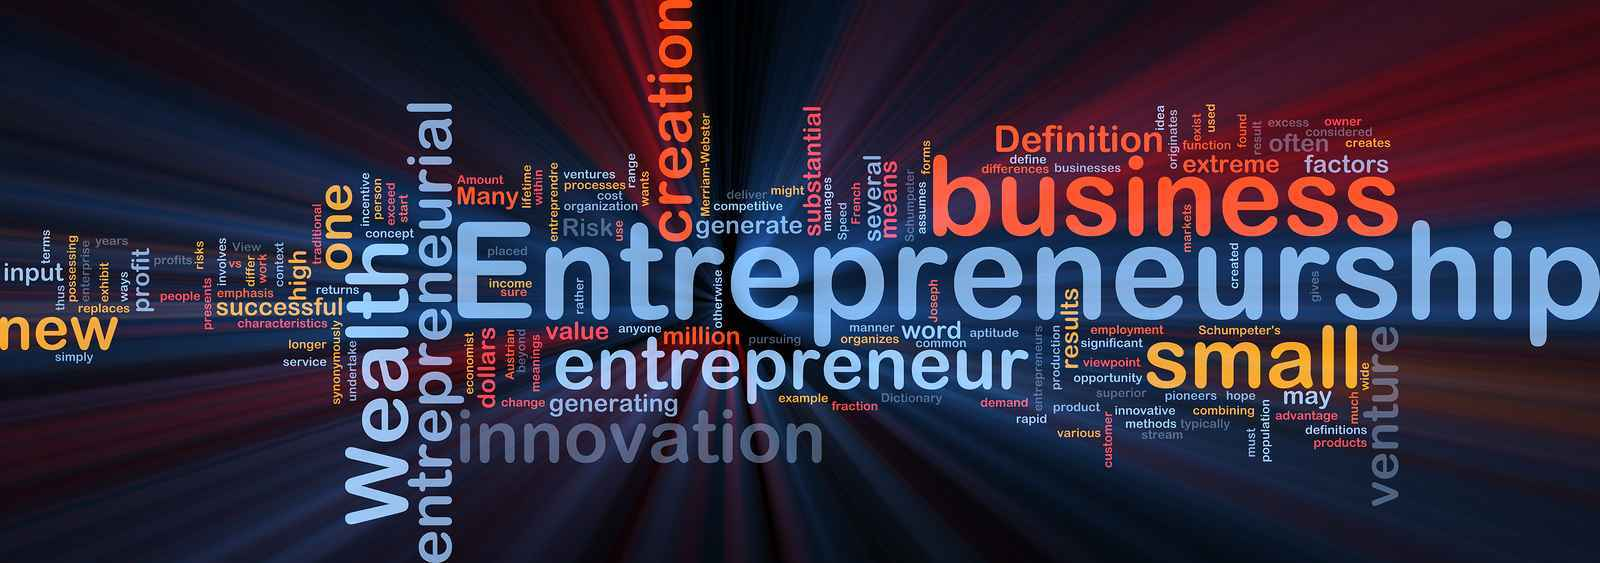 creation
Merriam-Webster
entrepreneurial
Wealth
Definition
idea
originates
exist
used
function
found
result
excess
owner
considered
often
creates
define
differences
businesses
extreme
factors
forms
business
Amount
Many
lifetime
within
entreprendre
ventures
processes
cost
organization
range
wants
Risk
use
deliver
might
competitive
generate
substantial
manages
Speed
French
several
means
Schumpeter
assumes
markets
one
incentive
person
exceed
start
concept
traditional
terms
input
thus
possessing
enterprise
years
exhibit
replaces
ways
profit
profits
risks
people
presents
involves
View
vs
differ
work
emphasis
context
high
returns
successful
characteristics
new
simply
longer
service
synonymously
undertake
Entrepreneurship
placed
income
sure
rather
otherwise
Joseph
created
gives
economist
dollars
Austrian
beyond
meanings
value
anyone
million
pursuing
manner
organizes
word
common
aptitude
entrepreneur
change
generating
example
fraction
Dictionary
demand
rapid
innovation
entrepreneurs
production
results
employment
significant
viewpoint
opportunity
superior
product
various
customer
Schumpeter's
small
wide
pioneers
hope
may
much
innovative
combining
methods
typically
stream
must
population
advantage
definitions
products
venture